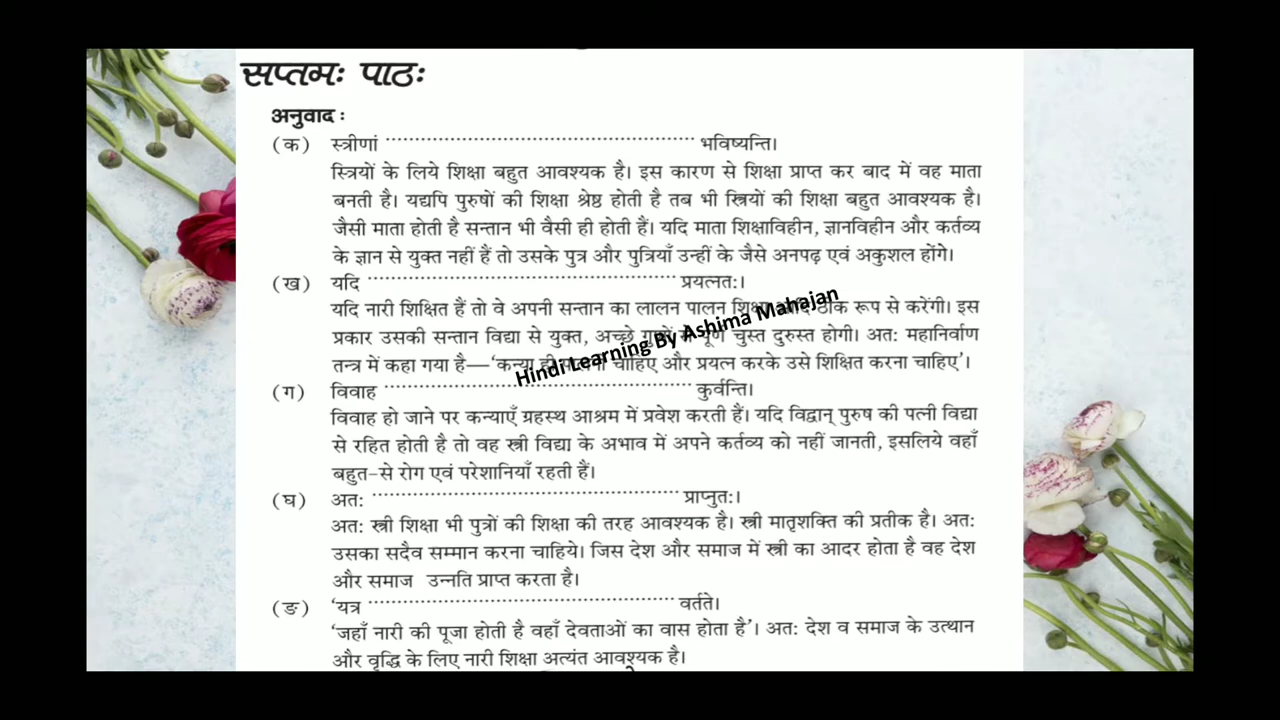 सप्तमः पाठः
अनुवाद :
(क) स्त्रीणां ........................................................ भविष्यन्ति।
स्त्रियों के लिये शिक्षा बहुत आवश्यक है। इस कारण से शिक्षा प्राप्त कर बाद में वह माता
बनती है। यद्यपि पुरुषों की शिक्षा श्रेष्ठ होती है तब भी स्त्रियों की शिक्षा बहुत आवश्यक है।
जैसी माता होती है सन्तान भी वैसी ही होती हैं। यदि माता शिक्षाविहीन, ज्ञानविहीन और कर्तव्य
के ज्ञान से युक्त नहीं हैं तो उसके पुत्र और पुत्रियाँ उन्हीं के जैसे अनपढ़ एवं अकुशल होंगे।
(ख) यदि ........................................................ प्रयत्नत:।
यदि नारी शिक्षित हैं तो वे अपनी सन्तान का लालन पालन शिक्षा आदि ठीक रूप से करेंगी। इस
प्रकार उसकी सन्तान विद्या से युक्त, अच्छे पूर्ण चुस्त दुरुस्त होगी। अत: महानिर्वाण
तन्त्र में कहा गया है—‘कन्या ही चाहिए और प्रयत्न करके उसे शिक्षित करना चाहिए’।
Hindi Learning By Ashima Mahajan
(ग) विवाह ........................................................ कुर्वन्ति।
विवाह हो जाने पर कन्याएँ ग्रहस्थ आश्रम में प्रवेश करती हैं। यदि विद्वान् पुरुष की पत्नी विद्या
से रहित होती है तो वह स्त्री विद्या के अभाव में अपने कर्तव्य को नहीं जानती, इसलिये वहाँ
बहुत-से रोग एवं परेशानियाँ रहती हैं।
(घ) अत: ........................................................ प्राप्नुत:।
अत: स्त्री शिक्षा भी पुत्रों की शिक्षा की तरह आवश्यक है। स्त्री मातृशक्ति की प्रतीक है। अत:
उसका सदैव सम्मान करना चाहिये। जिस देश और समाज में स्त्री का आदर होता है वह देश
और समाज उन्नति प्राप्त करता है।
(ङ) ‘यत्र ........................................................ वर्तते।
‘जहाँ नारी की पूजा होती है वहाँ देवताओं का वास होता है’। अत: देश व समाज के उत्थान
और वृद्धि के लिए नारी शिक्षा अत्यंत आवश्यक है।